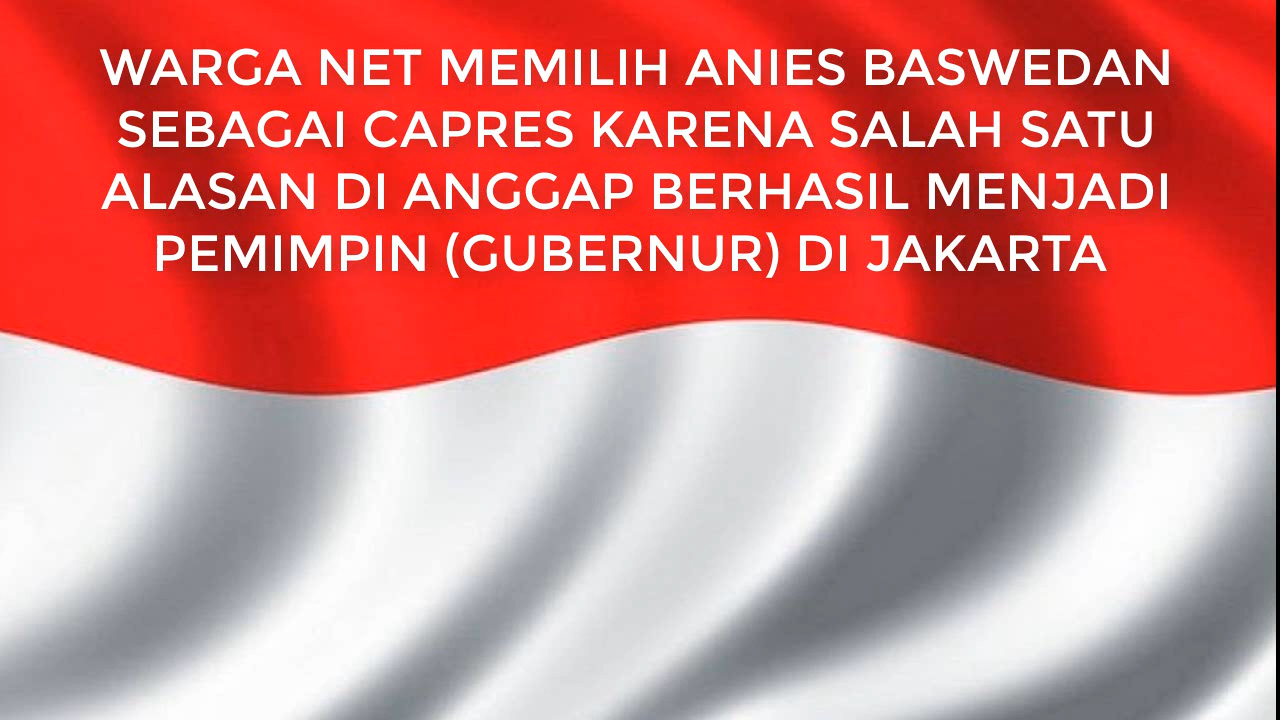 WARGA NET MEMILIH ANIES BASWEDAN
SEBAGAI CAPRES KARENA SALAH SATU
ALASAN DI ANGGAP BERHASIL MENJADI
PEMIMPIN (GUBERNUR) DI JAKARTA